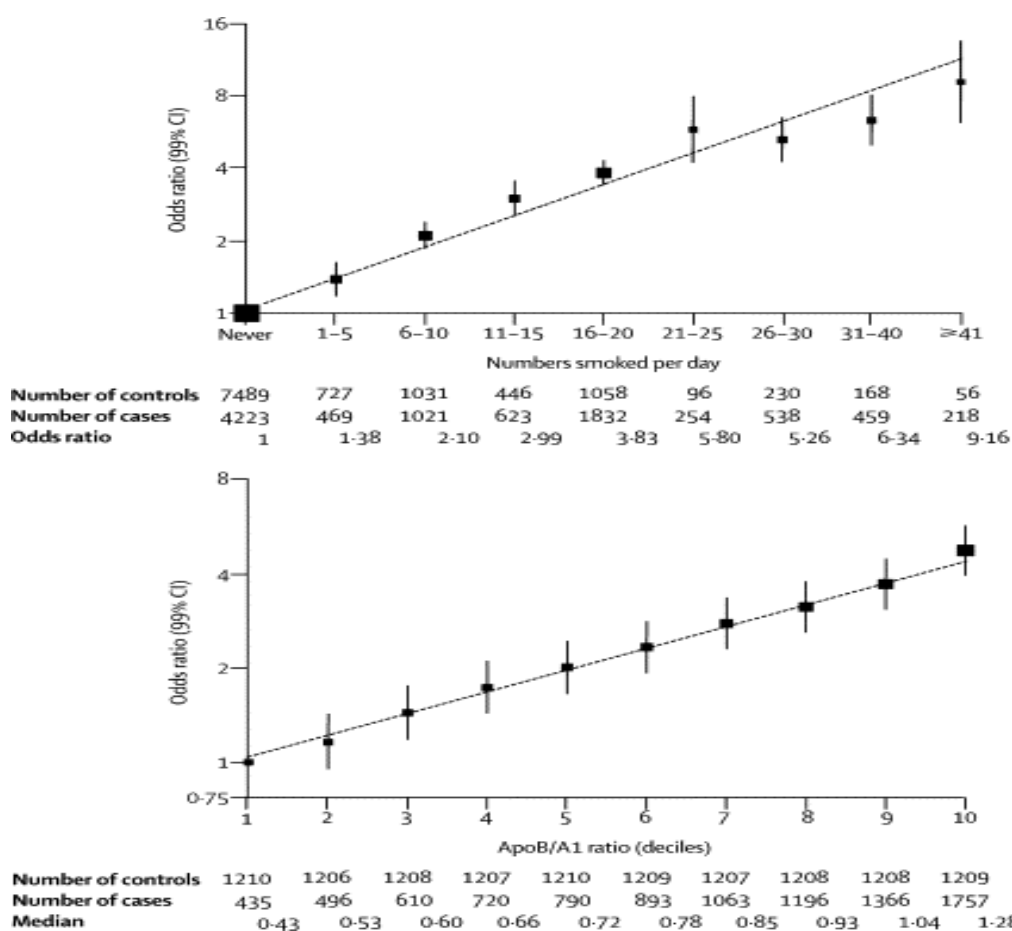 16
8
4
2
1
Odds ratio (99% CI)
Never 1–5 6–10 11–15 16–20 21–25 26–30 31–40 ≥41
Numbers smoked per day
Number of controls 7489 727 1031 446 1058 96 230 168 56
Number of cases 4223 469 1021 623 1832 254 538 459 218
Odds ratio 1 1·38 2·10 2·99 3·83 5·80 5·26 6·34 9·16
8
4
2
1
0·75
Odds ratio (99% CI)
1 2 3 4 5 6 7 8 9 10
ApoB/A1 ratio (deciles)
Number of controls 1210 1206 1208 1207 1210 1209 1207 1208 1208 1209
Number of cases 435 496 610 720 790 893 1063 1196 1366 1757
Median 0·43 0·53 0·60 0·66 0·72 0·78 0·85 0·93 1·04 1·28